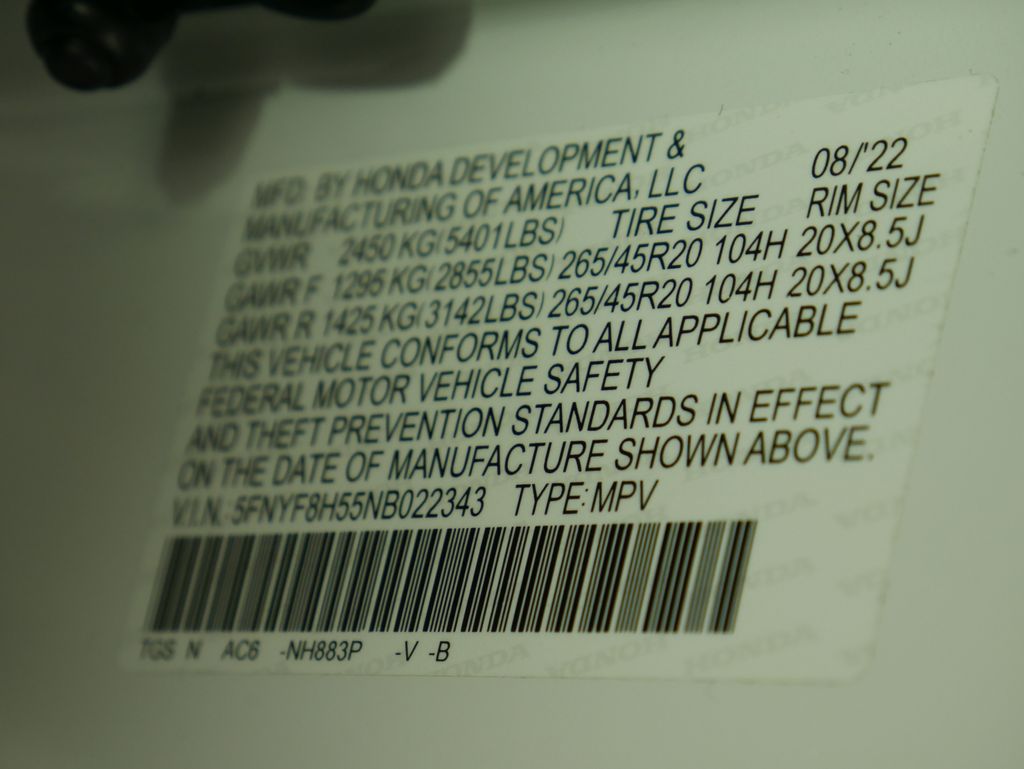 MFD. BY HONDA DEVELOPMENT &
MANUFACTURING OF AMERICA, LLC 08/'22
GVWR 2450 KG(5401LBS) TIRE SIZE RIM SIZE
GAWR F 1295 KG(2855LBS) 265/45R20 104H 20X8.5J
GAWR R 1425 KG(3142LBS) 265/45R20 104H 20X8.5J
THIS VEHICLE CONFORMS TO ALL APPLICABLE
FEDERAL MOTOR VEHICLE SAFETY
AND THEFT PREVENTION STANDARDS IN EFFECT
ON THE DATE OF MANUFACTURE SHOWN ABOVE.
V.I.N.: 5FNYF8H55NB022343 TYPE: MPV
TGS N AC6 -NH883P -V -B